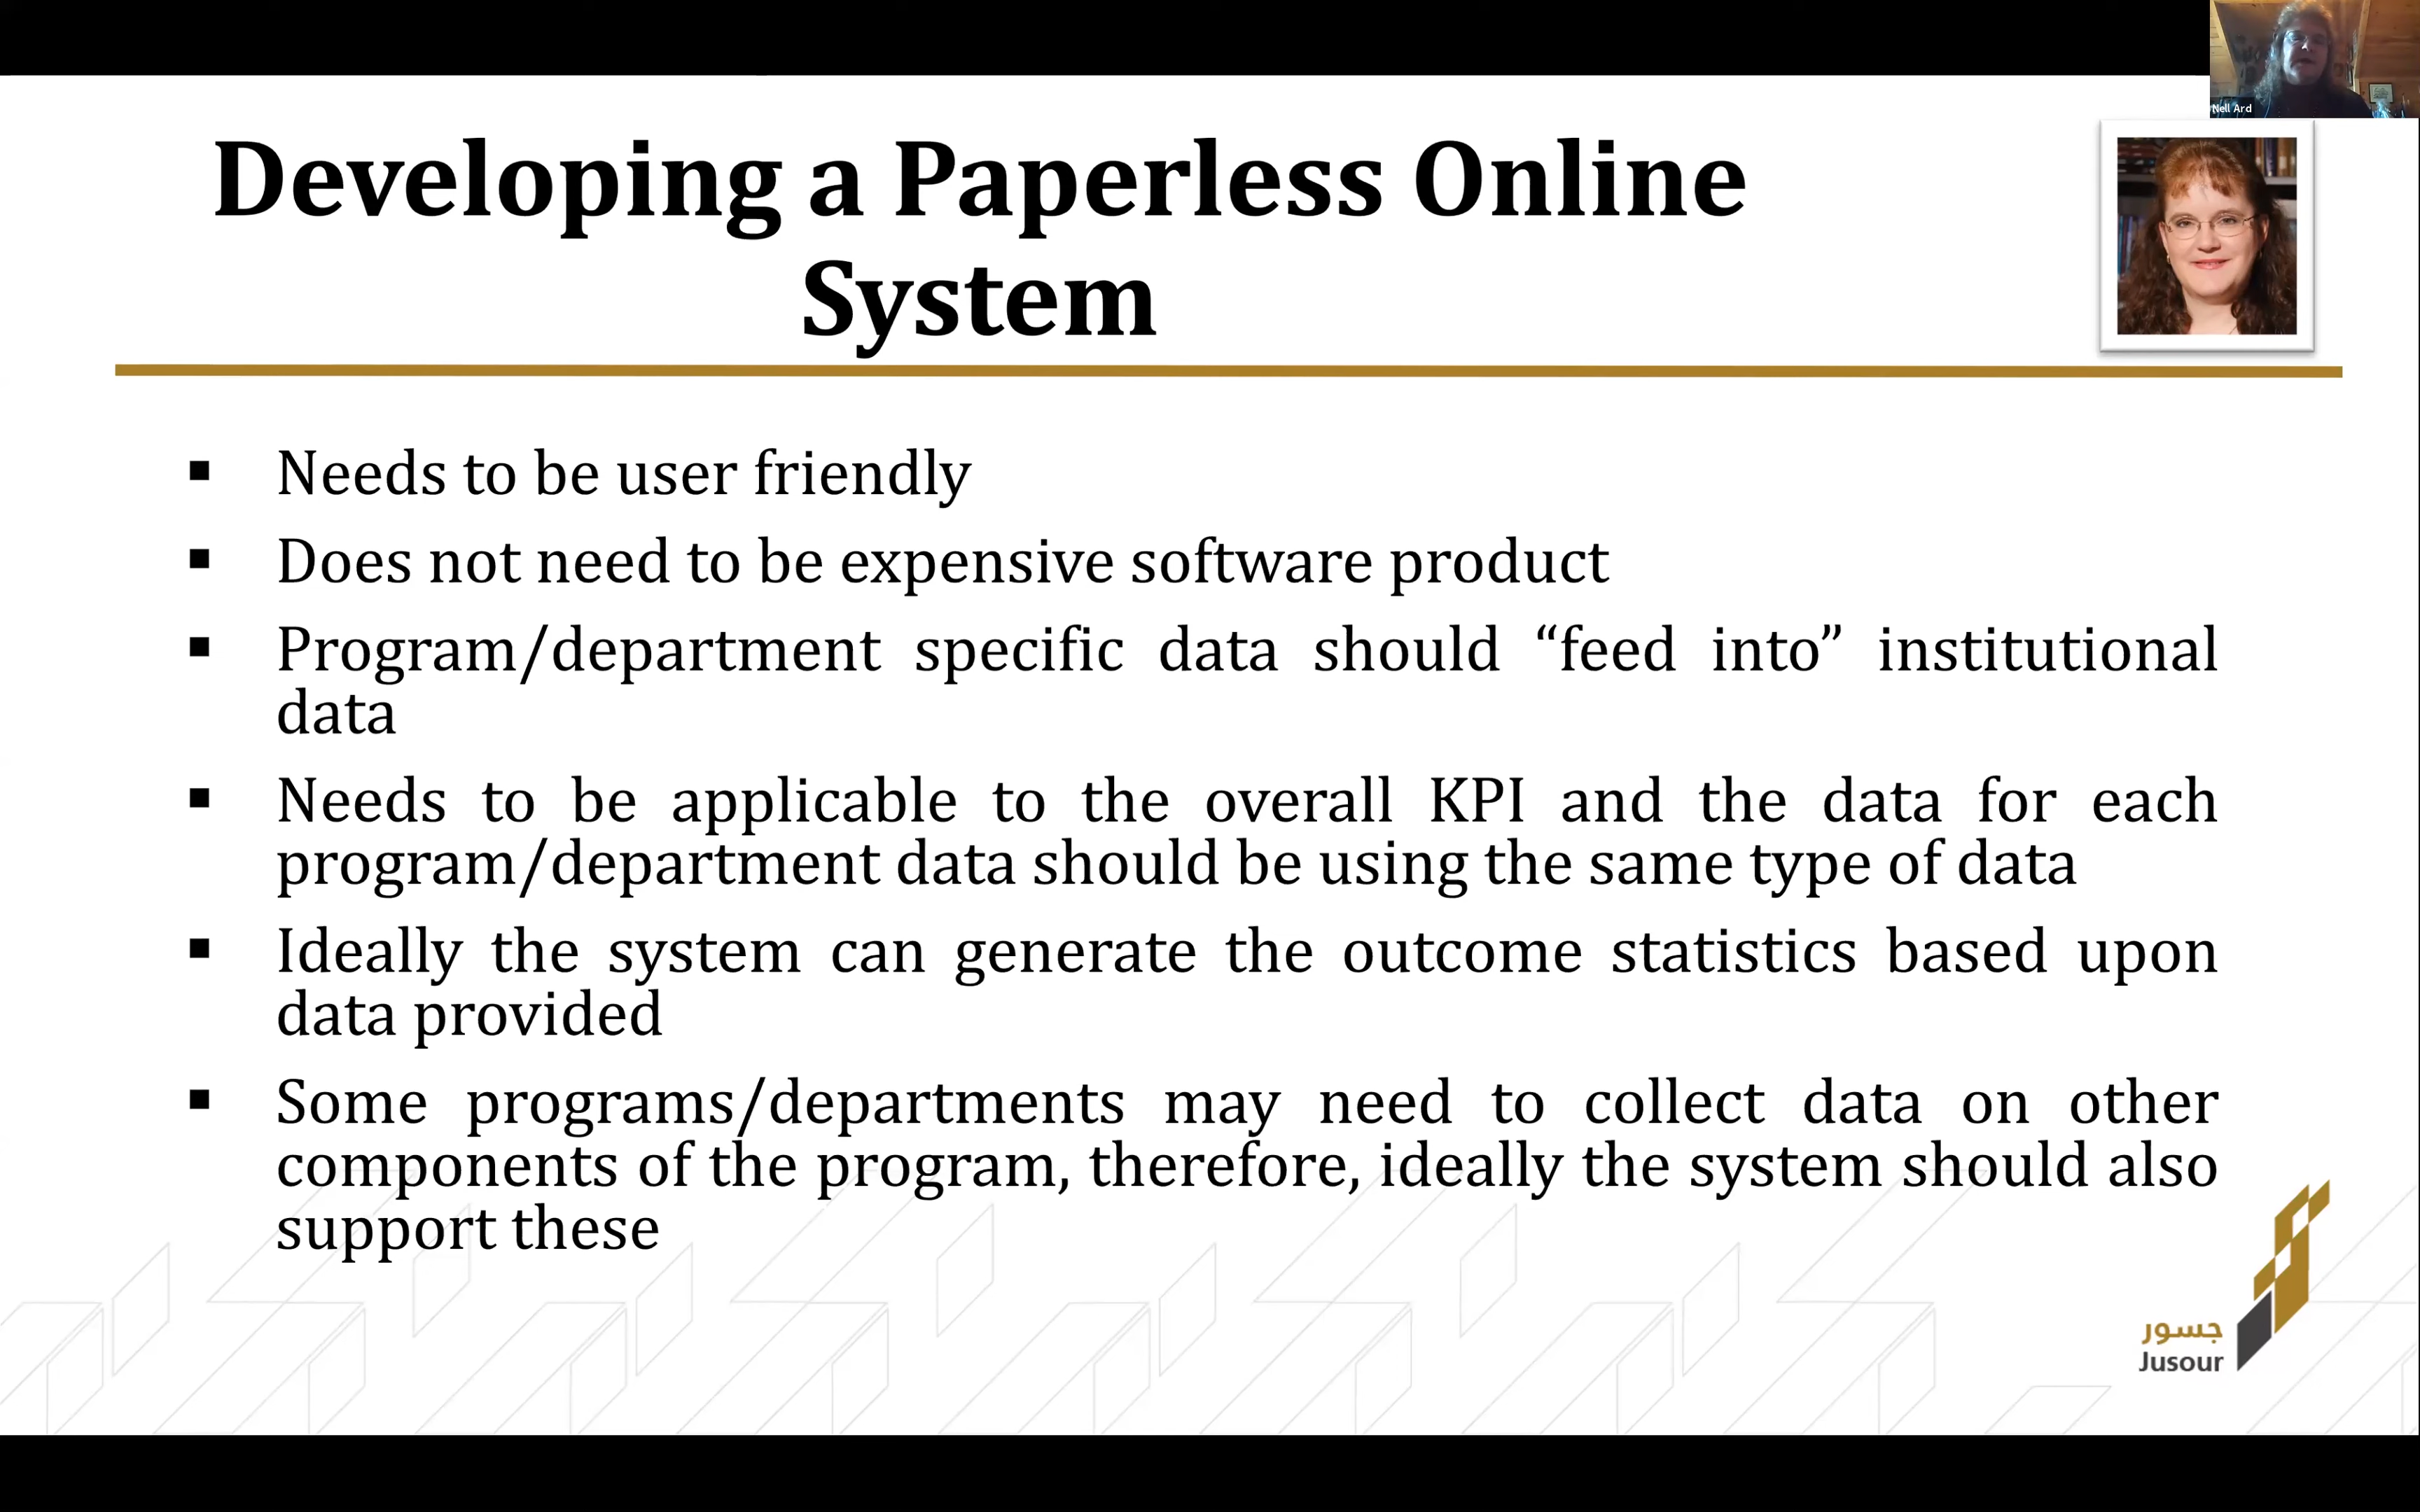 Nell Ard
Developing a Paperless Online
System
▪ Needs to be user friendly
▪ Does not need to be expensive software product
▪ Program/department specific data should “feed into” institutional
data
▪ Needs to be applicable to the overall KPI and the data for each
program/department data should be using the same type of data
▪ Ideally the system can generate the outcome statistics based upon
data provided
▪ Some programs/departments may need to collect data on other
components of the program, therefore, ideally the system should also
support these
جسور
Jusour